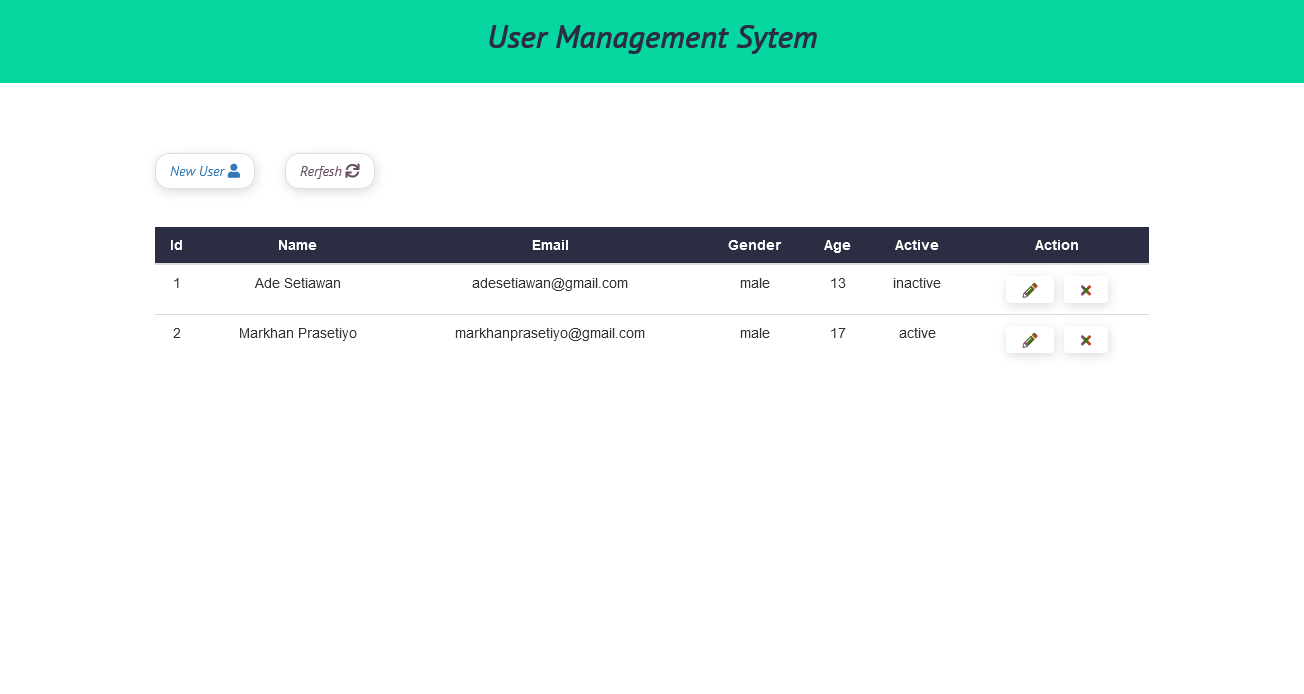 User Management Sytem
New User Rerfesh
Id Name Email Gender Age Active Action
1 Ade Setiawan adesetiawan@gmail.com male 13 inactive
2 Markhan Prasetiyo markhanprasetiyo@gmail.com male 17 active